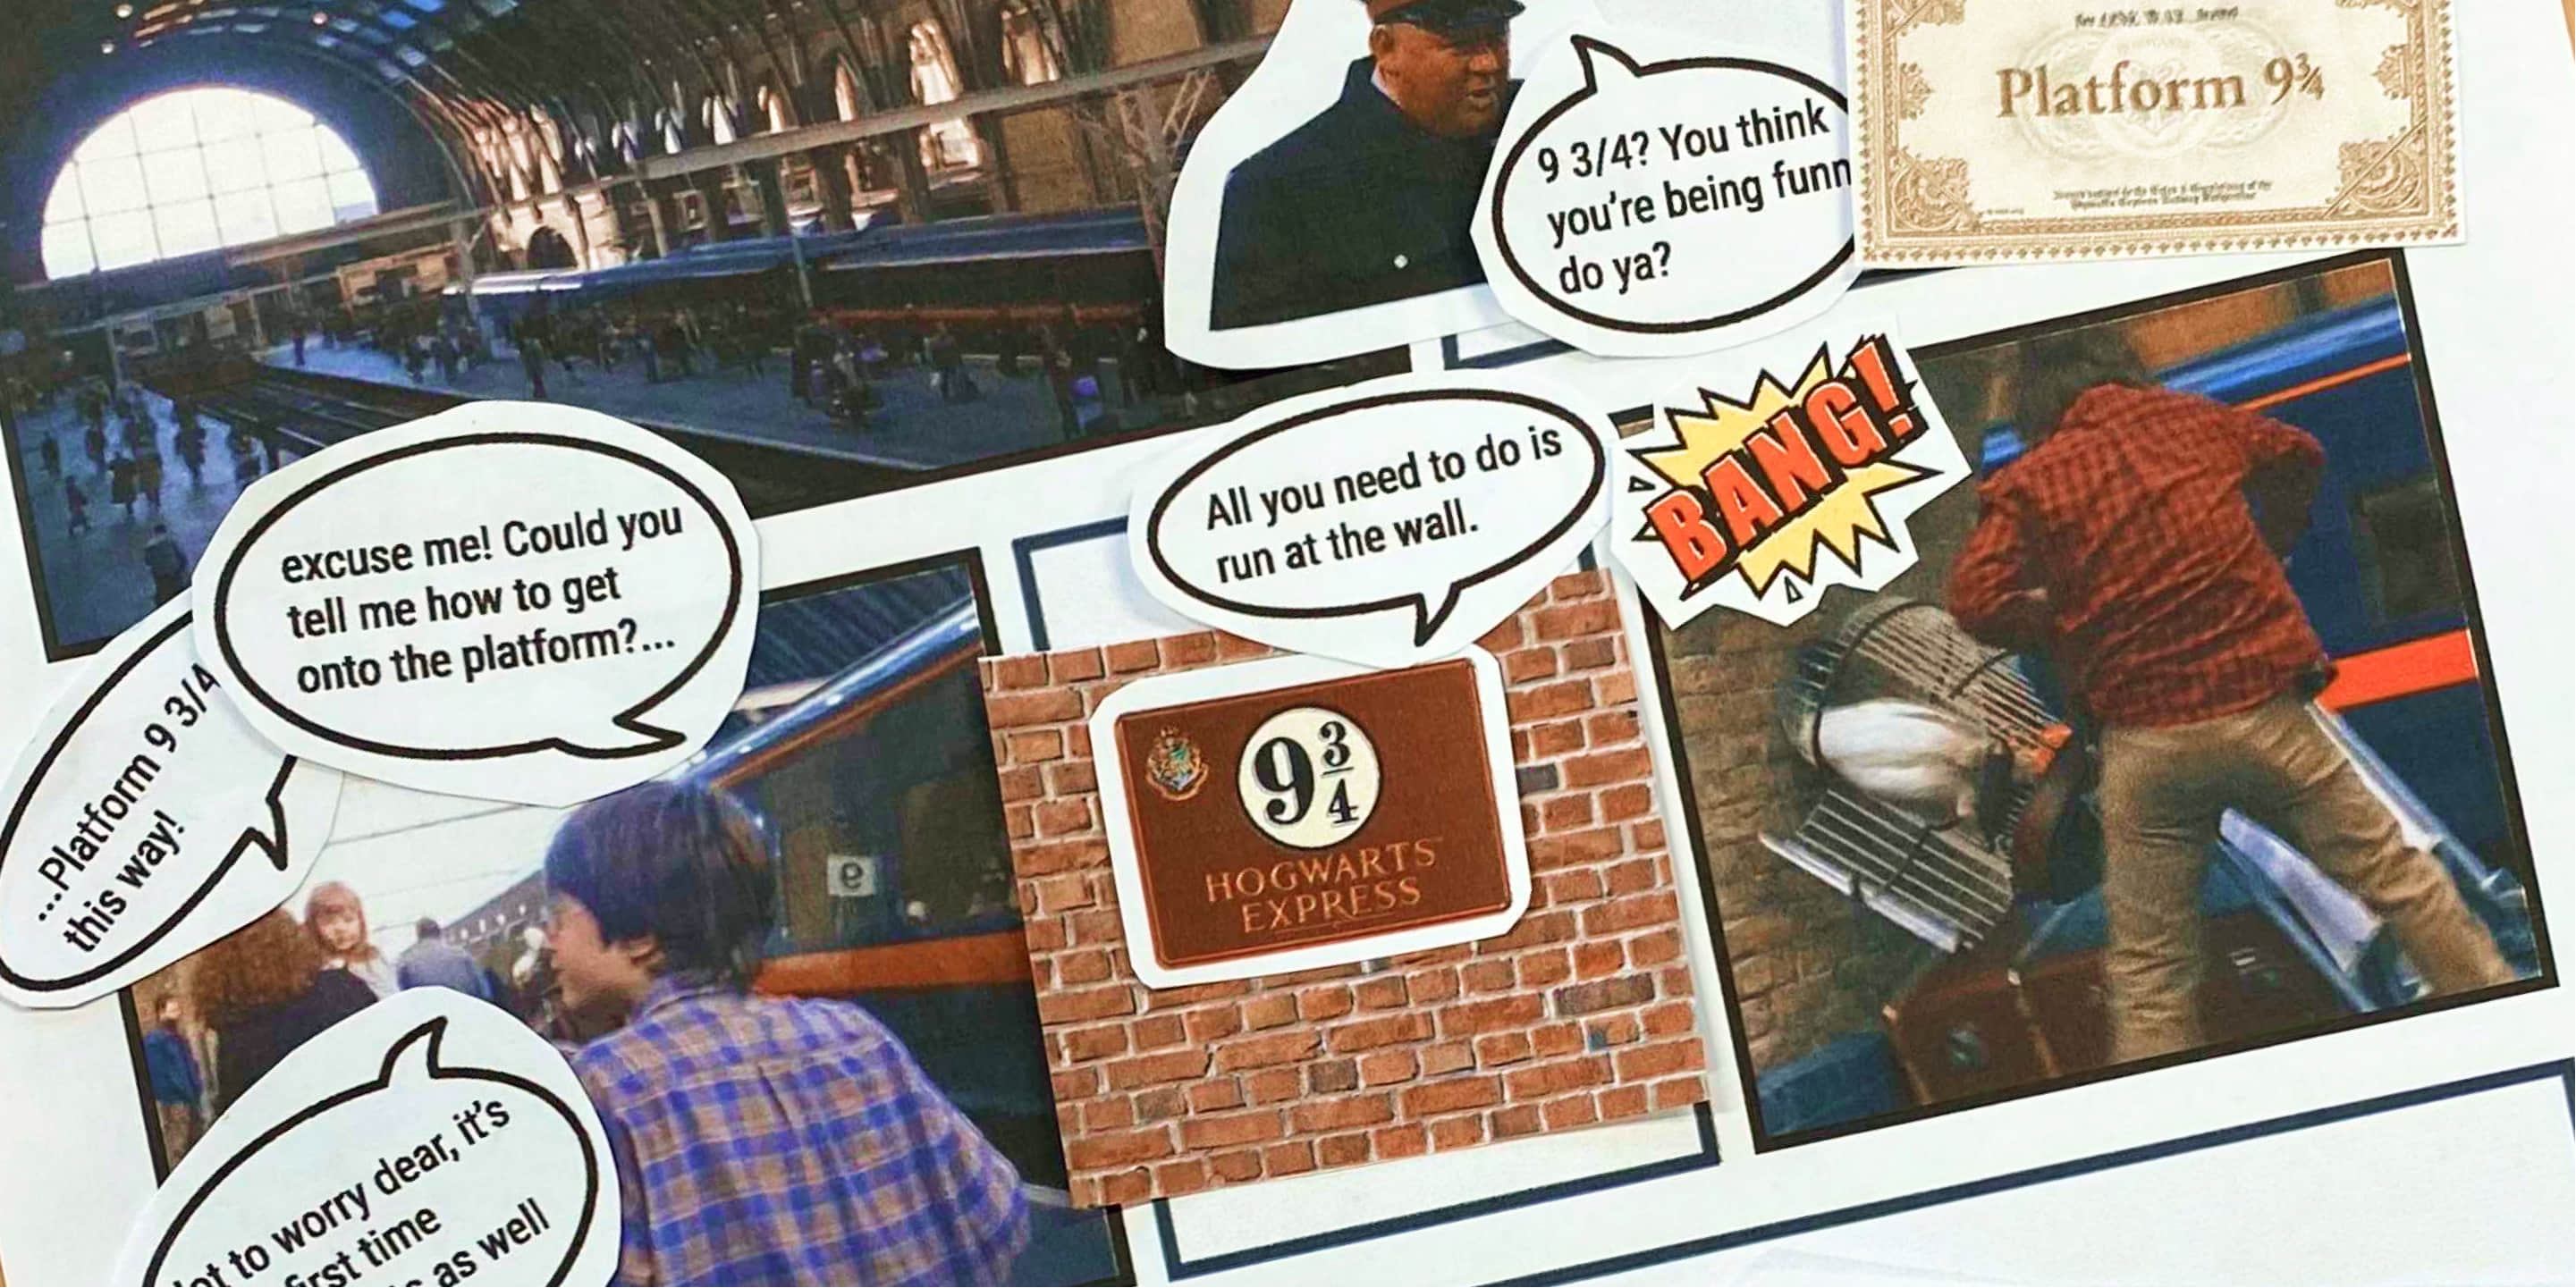 Platform 9¾
9 3/4? You think
you're being funn
do ya?
BANG!
excuse me! Could you
tell me how to get
onto the platform?...
All you need to do is
run at the wall.
...Platform 9 3/4
this way!
9¾
HOGWARTS
EXPRESS
e
to worry dear, it's
first time
as well